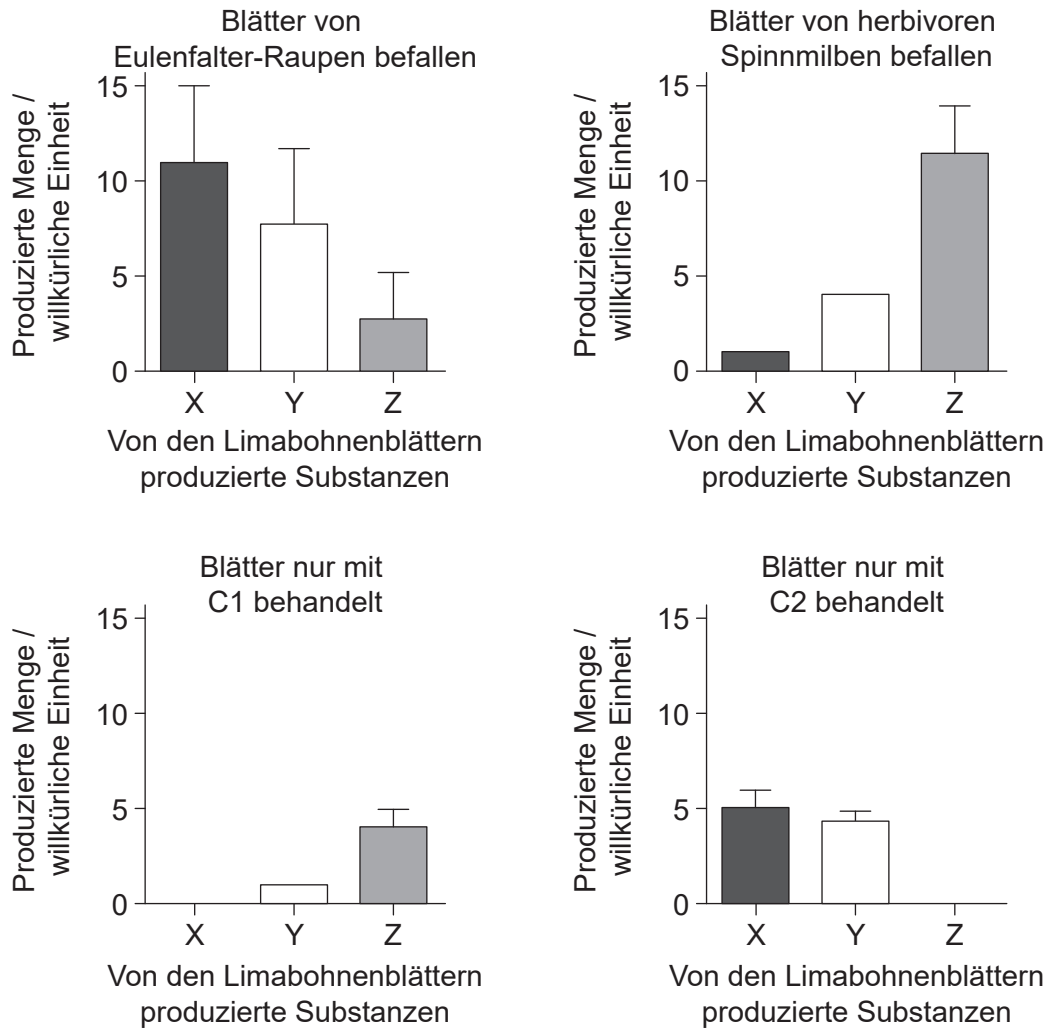 Blätter von
Eulenfalter-Raupen befallen
Produzierte Menge /
willkürliche Einheit
15
10
5
0
X Y Z
Von den Limabohnenblättern
produzierte Substanzen
Blätter von herbivoren
Spinnmilben befallen
Produzierte Menge /
willkürliche Einheit
15
10
5
0
X Y Z
Von den Limabohnenblättern
produzierte Substanzen
Blätter nur mit
C1 behandelt
Produzierte Menge /
willkürliche Einheit
15
10
5
0
X Y Z
Von den Limabohnenblättern
produzierte Substanzen
Blätter nur mit
C2 behandelt
Produzierte Menge /
willkürliche Einheit
15
10
5
0
X Y Z
Von den Limabohnenblättern
produzierte Substanzen